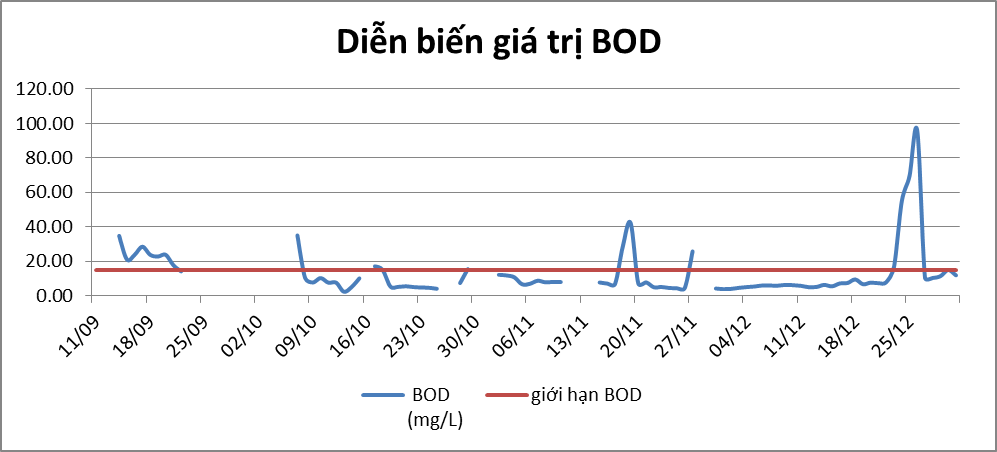 Diễn biến giá trị BOD
120.00
100.00
80.00
60.00
40.00
20.00
0.00
11/09 18/09 25/09 02/10 09/10 16/10 23/10 30/10 06/11 13/11 20/11 27/11 04/12 11/12 18/12 25/12
BOD giới hạn BOD
(mg/L)